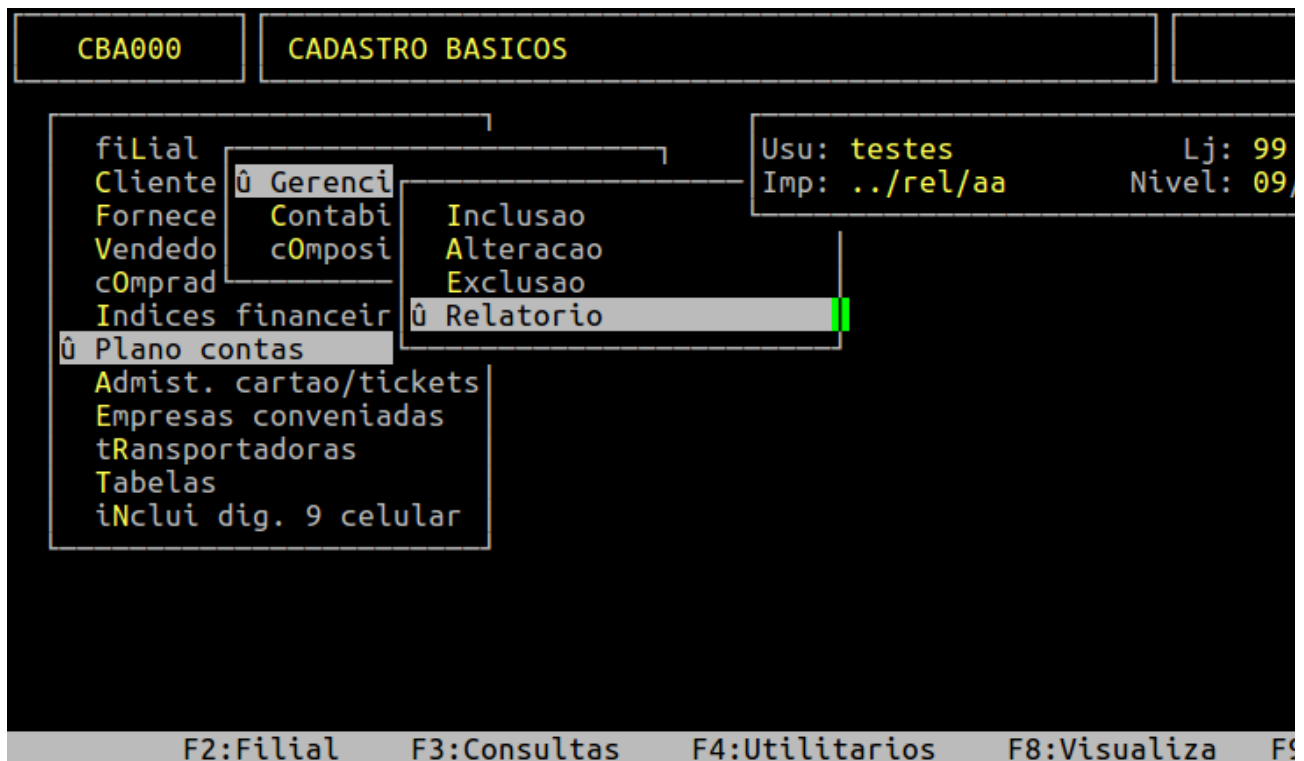 CBA000 CADASTRO BASICOS
fiLial
Usu: testes Lj: 99
Cliente û Gerenci
Imp: ../rel/aa Nivel: 09/
Fornece Contabi Inclusao
Vendedo cOmposi Alteracao
cOmprad Exclusao
Indices financeir û Relatorio
û Plano contas
Admist. cartao/tickets
Empresas conveniadas
tRansportadoras
Tabelas
iNclui dig. 9 celular
F2:Filial F3:Consultas F4:Utilitarios F8:Visualiza F9